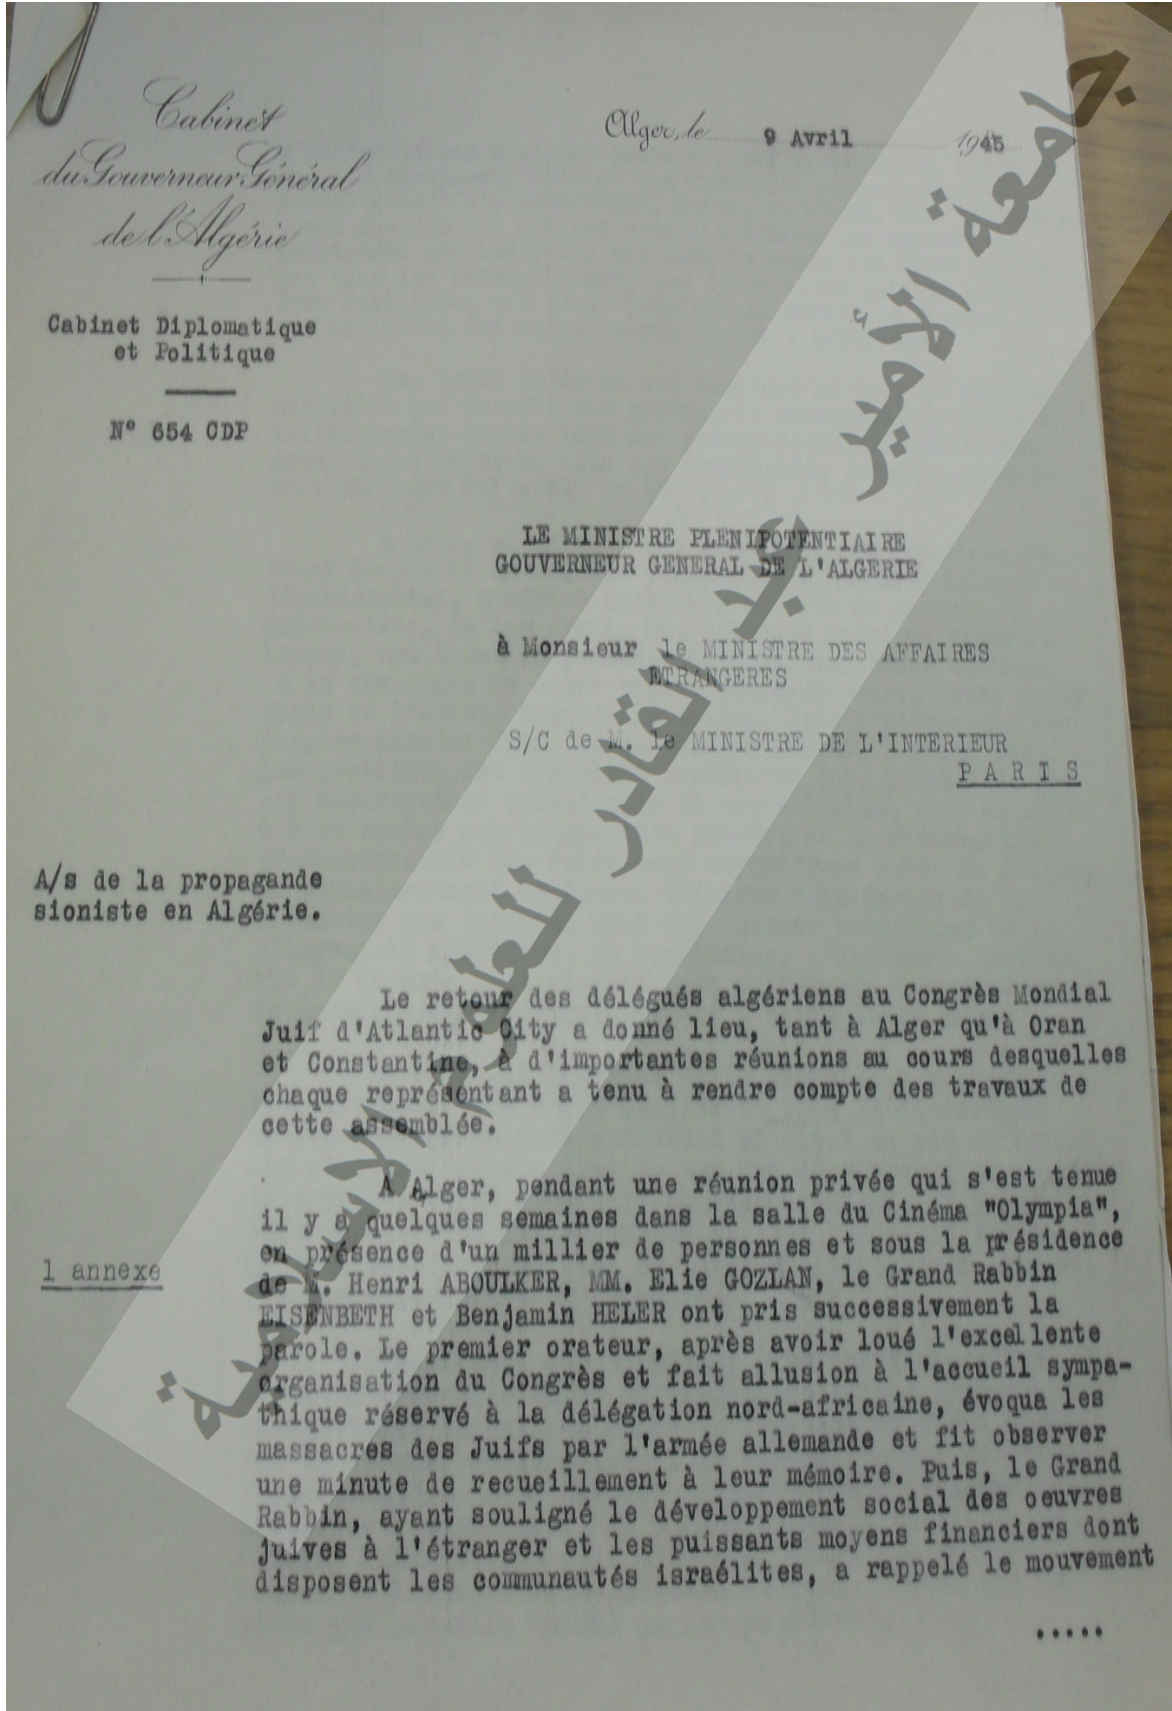 Cabinet
du Gouverneur Général
de l'Algérie
Alger, le 9 Avril 1945
Cabinet Diplomatique
et Politique
N° 654 CDP
LE MINISTRE PLENIPOTENTIAIRE
GOUVERNEUR GENERAL DE L'ALGERIE
à Monsieur le MINISTRE DES AFFAIRES
ETRANGERES
S/C de M. le MINISTRE DE L'INTERIEUR
P A R I S
A/s de la propagande
sioniste en Algérie.
Le retour des délégués algériens au Congrès Mondial
Juif d'Atlantic City a donné lieu, tant à Alger qu'à Oran
et Constantine, à d'importantes réunions au cours desquelles
chaque représentant a tenu à rendre compte des travaux de
cette assemblée.
A Alger, pendant une réunion privée qui s'est tenue
il y a quelques semaines dans la salle du Cinéma "Olympia",
en présence d'un millier de personnes et sous la présidence
1 annexe
de M. Henri ABOULKER, MM. Elie GOZLAN, le Grand Rabbin
EISENBETH et Benjamin HELER ont pris successivement la
parole. Le premier orateur, après avoir loué l'excellente
organisation du Congrès et fait allusion à l'accueil sympa-
thique réservé à la délégation nord-africaine, évoqua les
massacres des Juifs par l'armée allemande et fit observer
une minute de recueillement à leur mémoire. Puis, le Grand
Rabbin, ayant souligné le développement social des oeuvres
juives à l'étranger et les puissants moyens financiers dont
disposent les communautés israélites, a rappelé le mouvement
.....
جامعة الأمير عبد القادر للعلوم الإسلامية